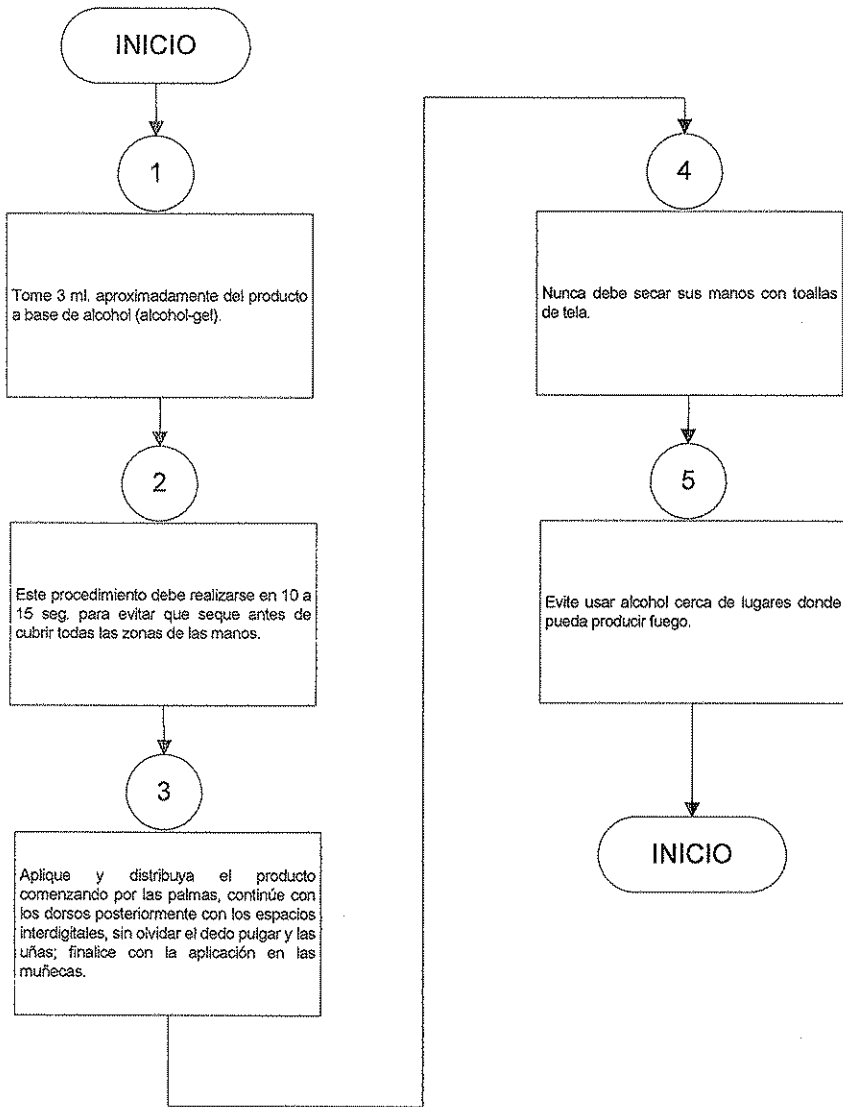 INICIO
1
Tome 3 ml. aproximadamente del producto
a base de alcohol (alcohol-gel).
2
Este procedimiento debe realizarse en 10 a
15 seg. para evitar que seque antes de
cubrir todas las zonas de las manos.
3
Aplique y distribuya el producto
comenzando por las palmas, continúe con
los dorsos posteriormente con los espacios
interdigitales, sin olvidar el dedo pulgar y las
uñas; finalice con la aplicación en las
muñecas.
4
Nunca debe secar sus manos con toallas
de tela.
5
Evite usar alcohol cerca de lugares donde
pueda producir fuego.
INICIO